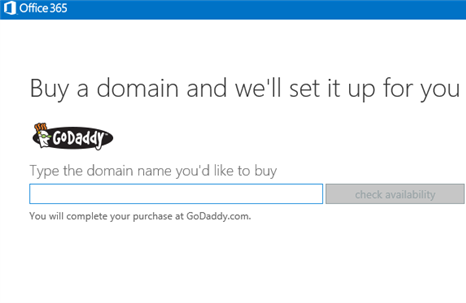 Office 365
Buy a domain and we'll set it up for you
GoDaddy
Type the domain name you'd like to buy
check availability
You will complete your purchase at GoDaddy.com.